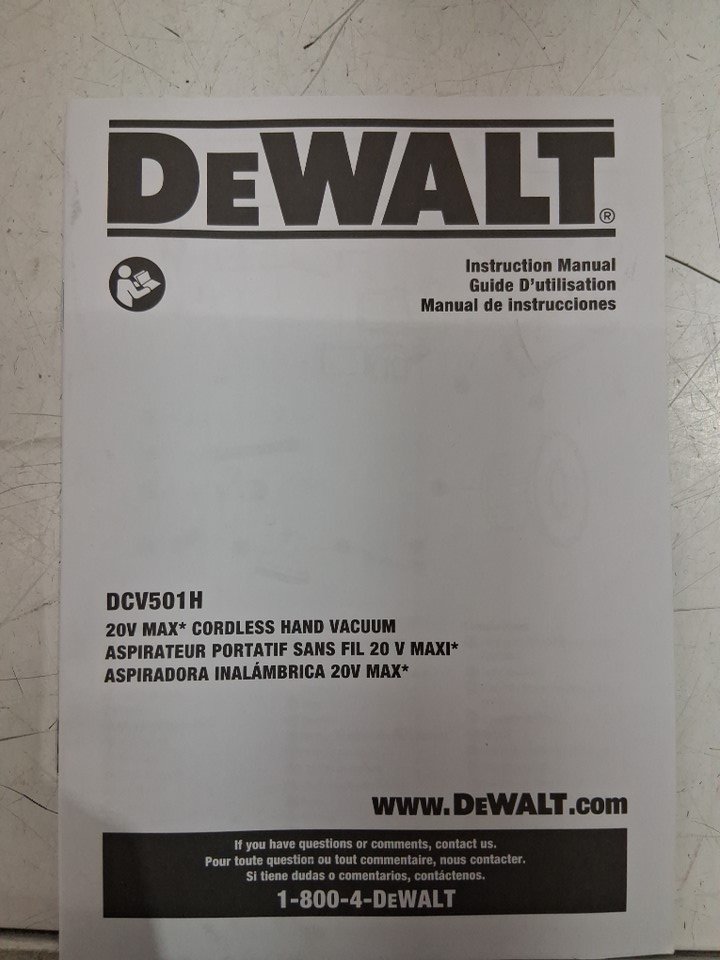 DEWALT®
Instruction Manual
Guide D'utilisation
Manual de instrucciones
DCV501H
20V MAX* CORDLESS HAND VACUUM
ASPIRATEUR PORTATIF SANS FIL 20 V MAXI*
ASPIRADORA INALÁMBRICA 20V MAX*
www.DEWALT.com
If you have questions or comments, contact us.
Pour toute question ou tout commentaire, nous contacter.
Si tiene dudas o comentarios, contáctenos.
1-800-4-DEWALT